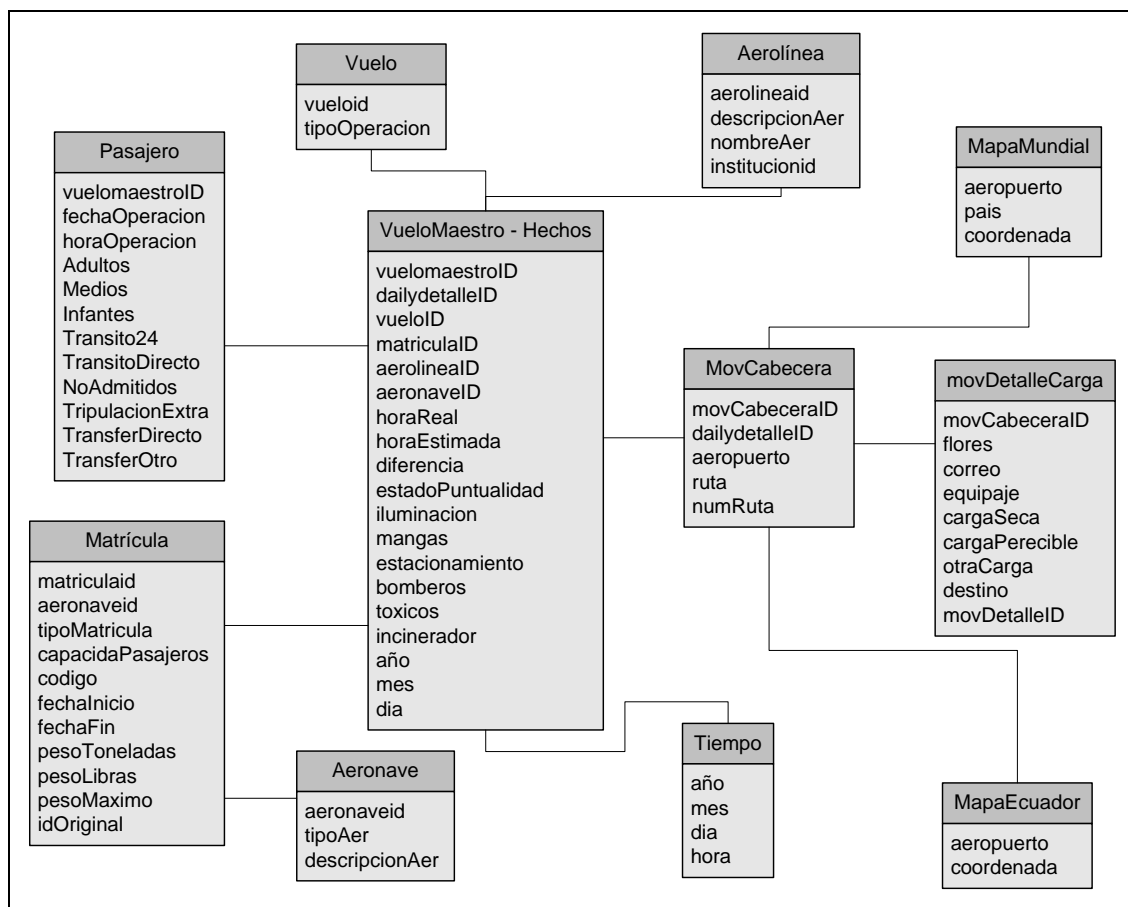 Vuelo
vueloid
tipoOperacion
Aerolínea
aerolineaid
descripcionAer
nombreAer
institucionid
Pasajero
vuelomaestroID
fechaOperacion
horaOperacion
Adultos
Medios
Infantes
Transito24
TransitoDirecto
NoAdmitidos
TripulacionExtra
TransferDirecto
TransferOtro
MapaMundial
aeropuerto
pais
coordenada
VueloMaestro - Hechos
vuelomaestroID
dailydetalleID
vueloID
matriculaID
aerolineaID
aeronaveID
horaReal
horaEstimada
diferencia
estadoPuntualidad
iluminacion
mangas
estacionamiento
bomberos
toxicos
incinerador
año
mes
dia
MovCabecera
movCabeceraID
dailydetalleID
aeropuerto
ruta
numRuta
movDetalleCarga
movCabeceraID
flores
correo
equipaje
cargaSeca
cargaPerecible
otraCarga
destino
movDetalleID
Matrícula
matriculaid
aeronaveid
tipoMatricula
capacidaPasajeros
codigo
fechaInicio
fechaFin
pesoToneladas
pesoLibras
pesoMaximo
idOriginal
Aeronave
aeronaveid
tipoAer
descripcionAer
Tiempo
año
mes
dia
hora
MapaEcuador
aeropuerto
coordenada